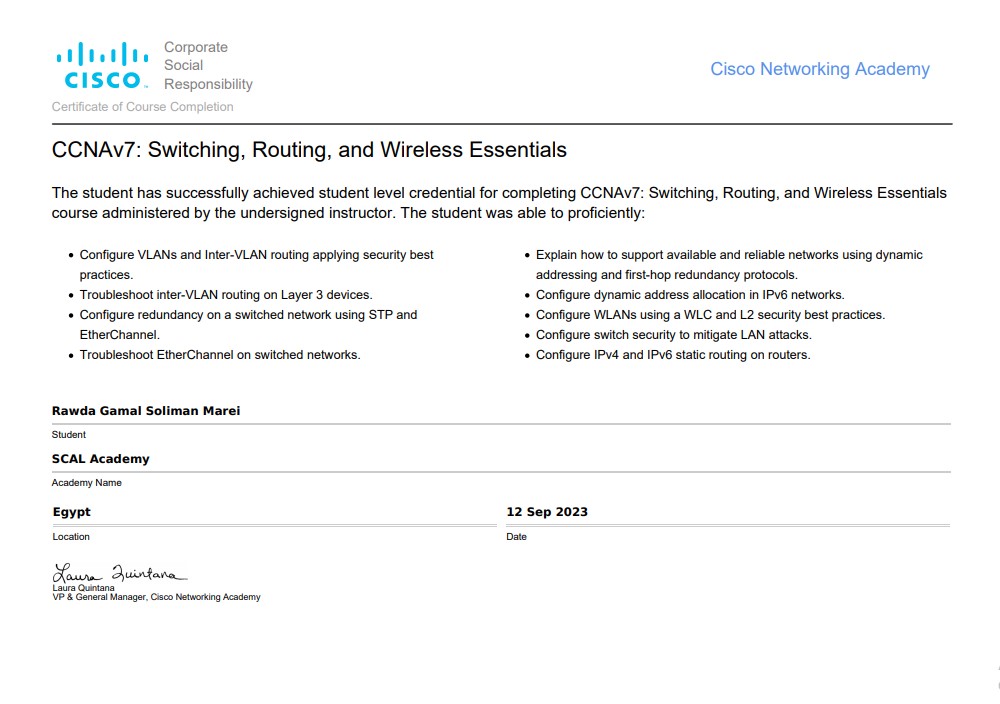 CISCO
Corporate
Social
Responsibility
Cisco Networking Academy
Certificate of Course Completion
CCNAv7: Switching, Routing, and Wireless Essentials
The student has successfully achieved student level credential for completing CCNAv7: Switching, Routing, and Wireless Essentials
course administered by the undersigned instructor. The student was able to proficiently:
• Configure VLANs and Inter-VLAN routing applying security best
practices.
• Troubleshoot inter-VLAN routing on Layer 3 devices.
• Configure redundancy on a switched network using STP and
EtherChannel.
• Troubleshoot EtherChannel on switched networks.
• Explain how to support available and reliable networks using dynamic
addressing and first-hop redundancy protocols.
• Configure dynamic address allocation in IPv6 networks.
• Configure WLANs using a WLC and L2 security best practices.
• Configure switch security to mitigate LAN attacks.
• Configure IPv4 and IPv6 static routing on routers.
Rawda Gamal Soliman Marei
Student
SCAL Academy
Academy Name
Egypt
Location
12 Sep 2023
Date
Laura Quintana
Laura Quintana
VP & General Manager, Cisco Networking Academy